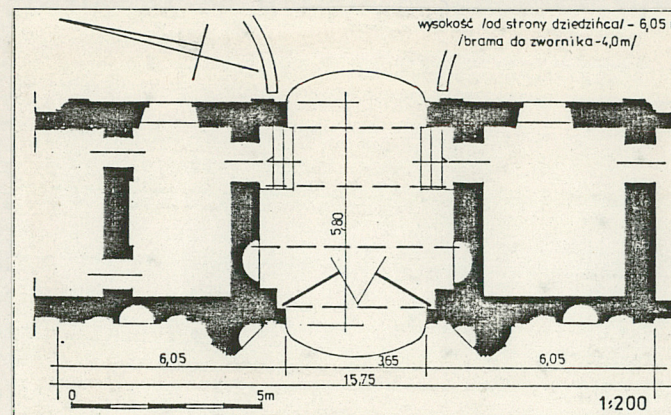 wysokość /od strony dziedzińca/ - 6,05
/brama do zwornika-4,0m/
5,80
6,05 3,65 6,05
15,75
0 5m
1:200